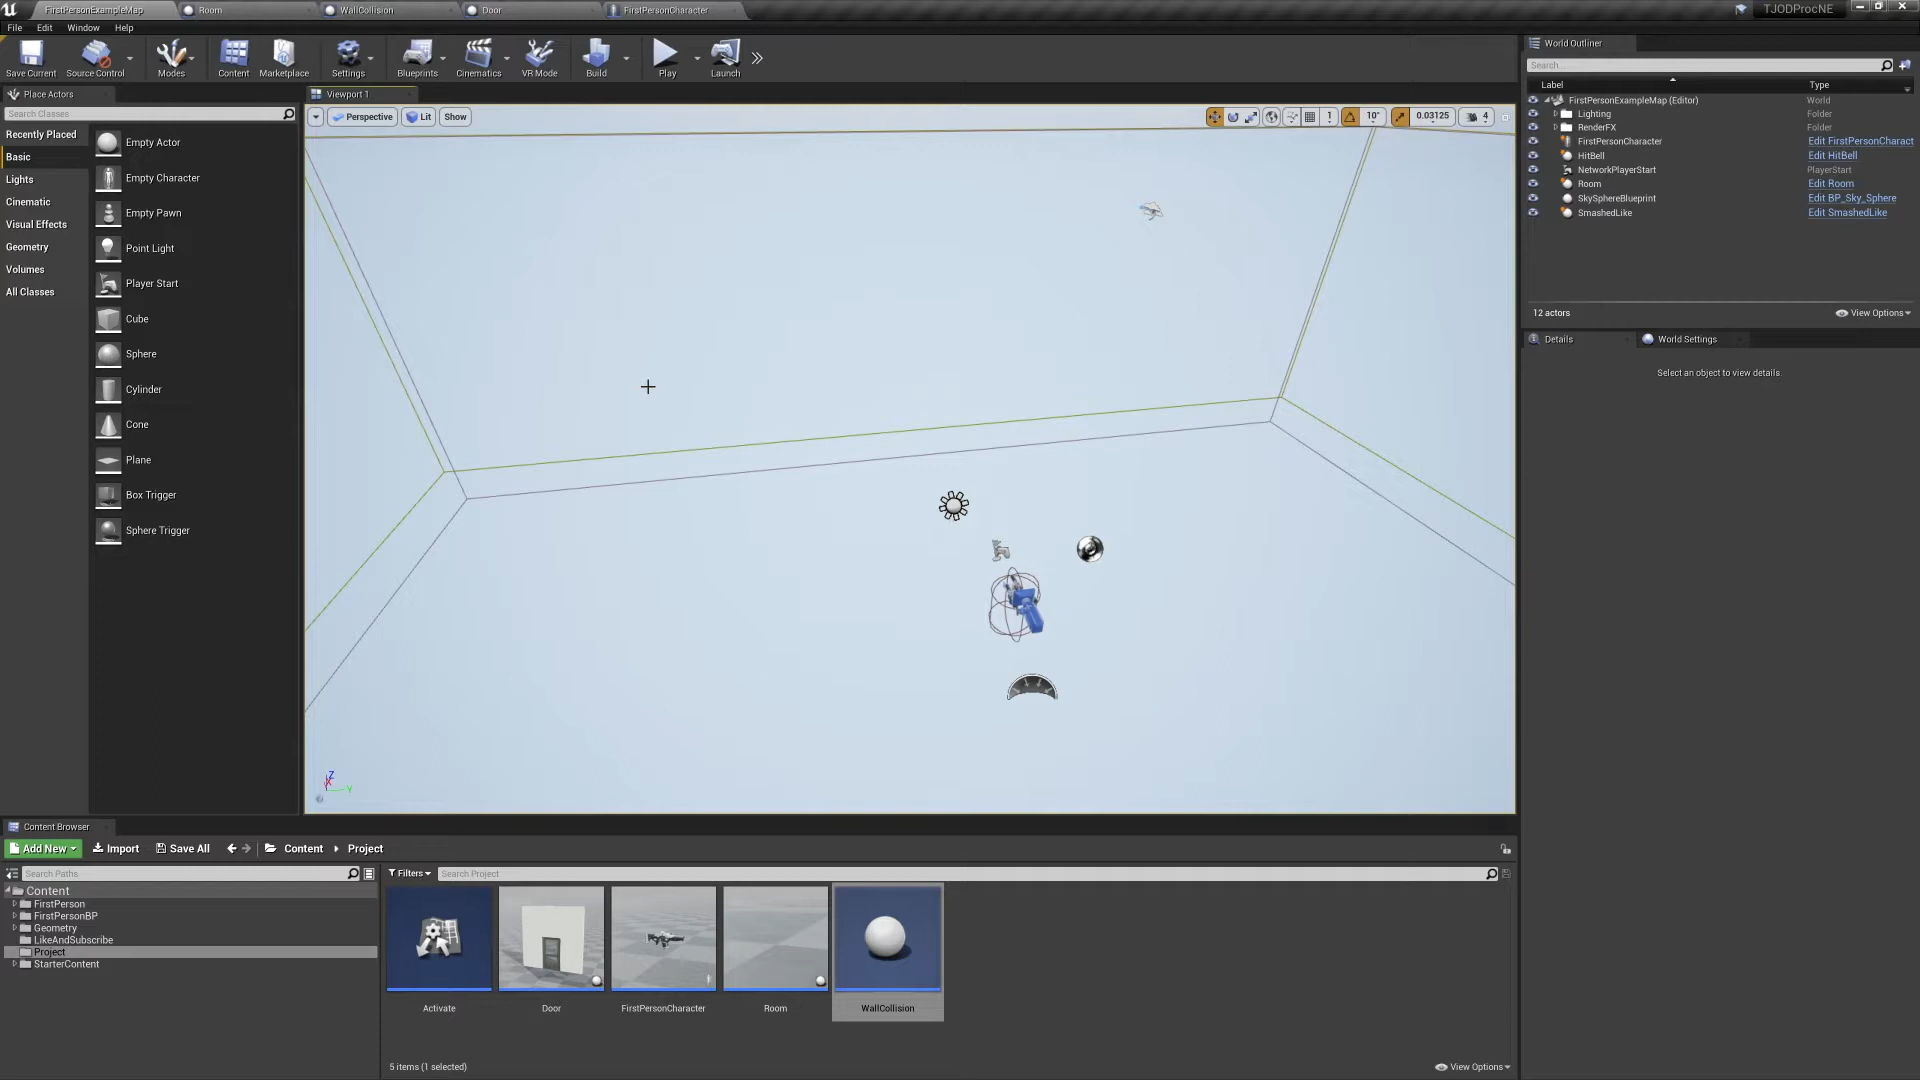 FirstPersonExampleMap
Room
WallCollision
Door
FirstPersonCharacter
TJODProcNE
File
Edit
Window
Help
Save Current
Source Control
Modes
Content
Marketplace
Settings
Blueprints
Cinematics
VR Mode
Build
Play
Launch
Place Actors
Search Classes
Recently Placed
Basic
Lights
Cinematic
Visual Effects
Geometry
Volumes
All Classes
Empty Actor
Empty Character
Empty Pawn
Point Light
Player Start
Cube
Sphere
Cylinder
Cone
Plane
Box Trigger
Sphere Trigger
Viewport 1
Perspective
Lit
Show
10°
0.03125
4
Z
X
Y
World Outliner
Search...
Label
Type
FirstPersonExampleMap (Editor)
World
Lighting
Folder
RenderFX
Folder
FirstPersonCharacter
Edit FirstPersonCharact
HitBell
Edit HitBell
NetworkPlayerStart
PlayerStart
Room
Edit Room
SkySphereBlueprint
Edit BP_Sky_Sphere
SmashedLike
Edit SmashedLike
12 actors
View Options
Details
World Settings
Select an object to view details.
Content Browser
Add New
Import
Save All
Content
Project
Search Paths
Filters
Search Project
Content
FirstPerson
FirstPersonBP
Geometry
LikeAndSubscribe
Project
StarterContent
Activate
Door
FirstPersonCharacter
Room
WallCollision
5 items (1 selected)
View Options